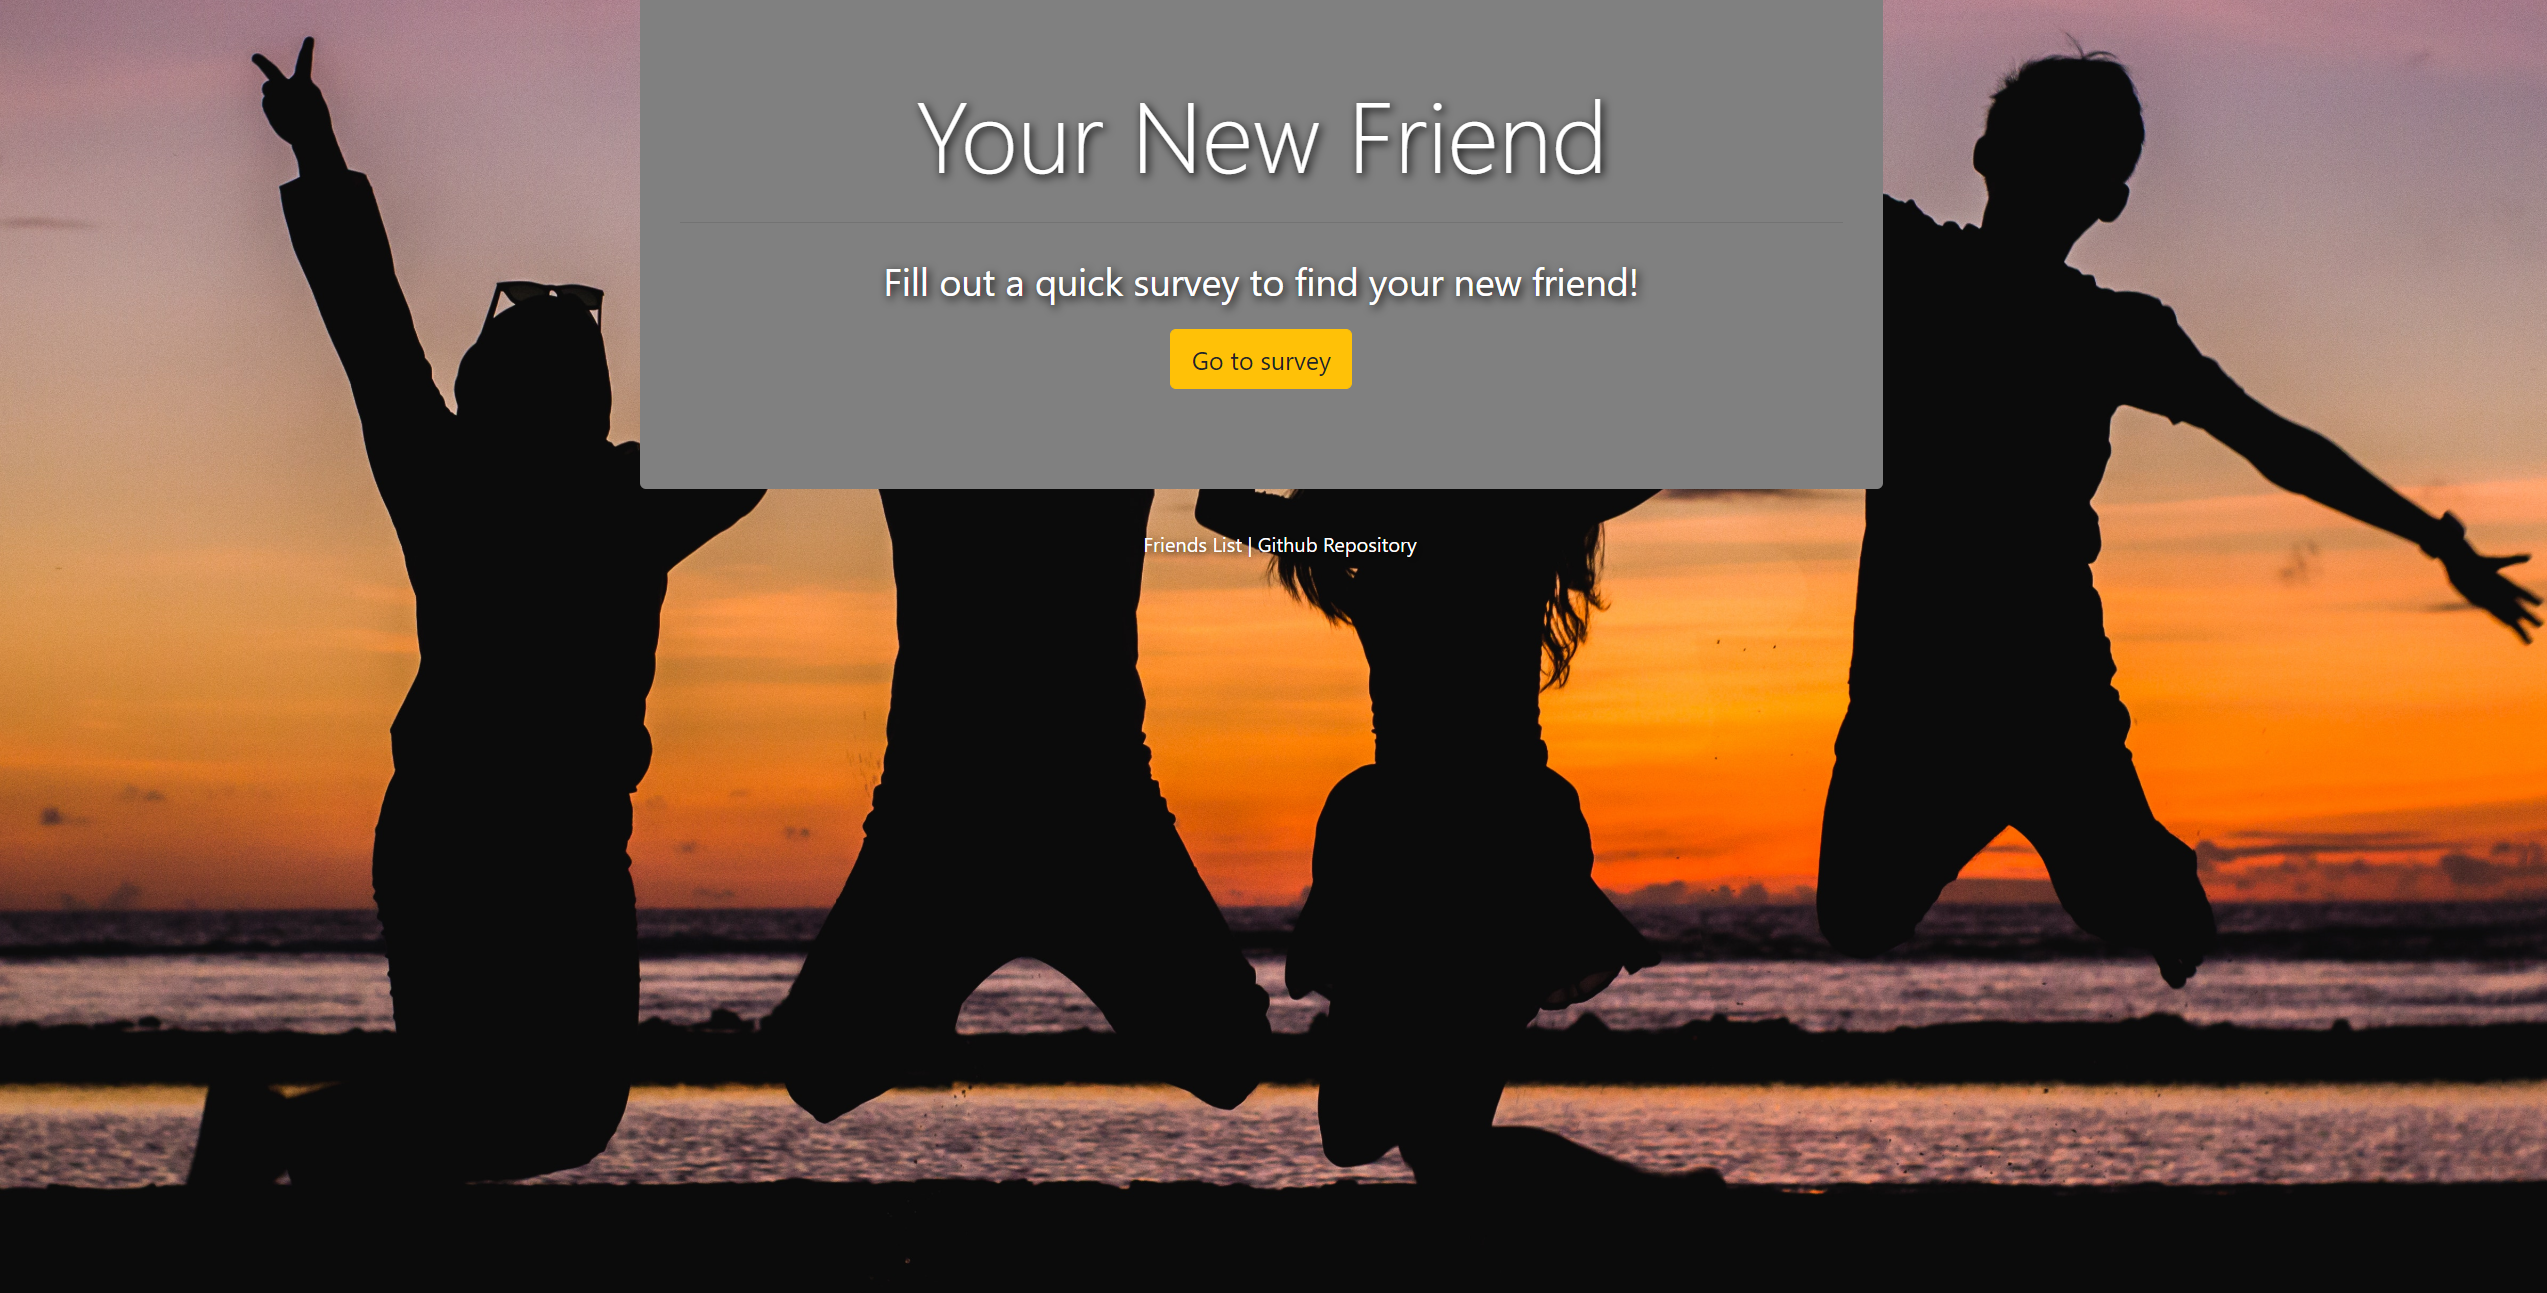 Your New Friend
Fill out a quick survey to find your new friend!
Go to survey
Friends List | Github Repository